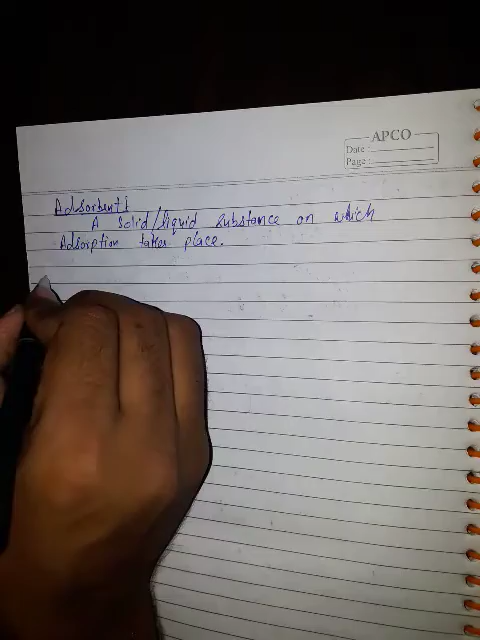 APCO
Date :
Page :
Adsorbent:
A Solid/liquid substance on which
Adsorption takes place.